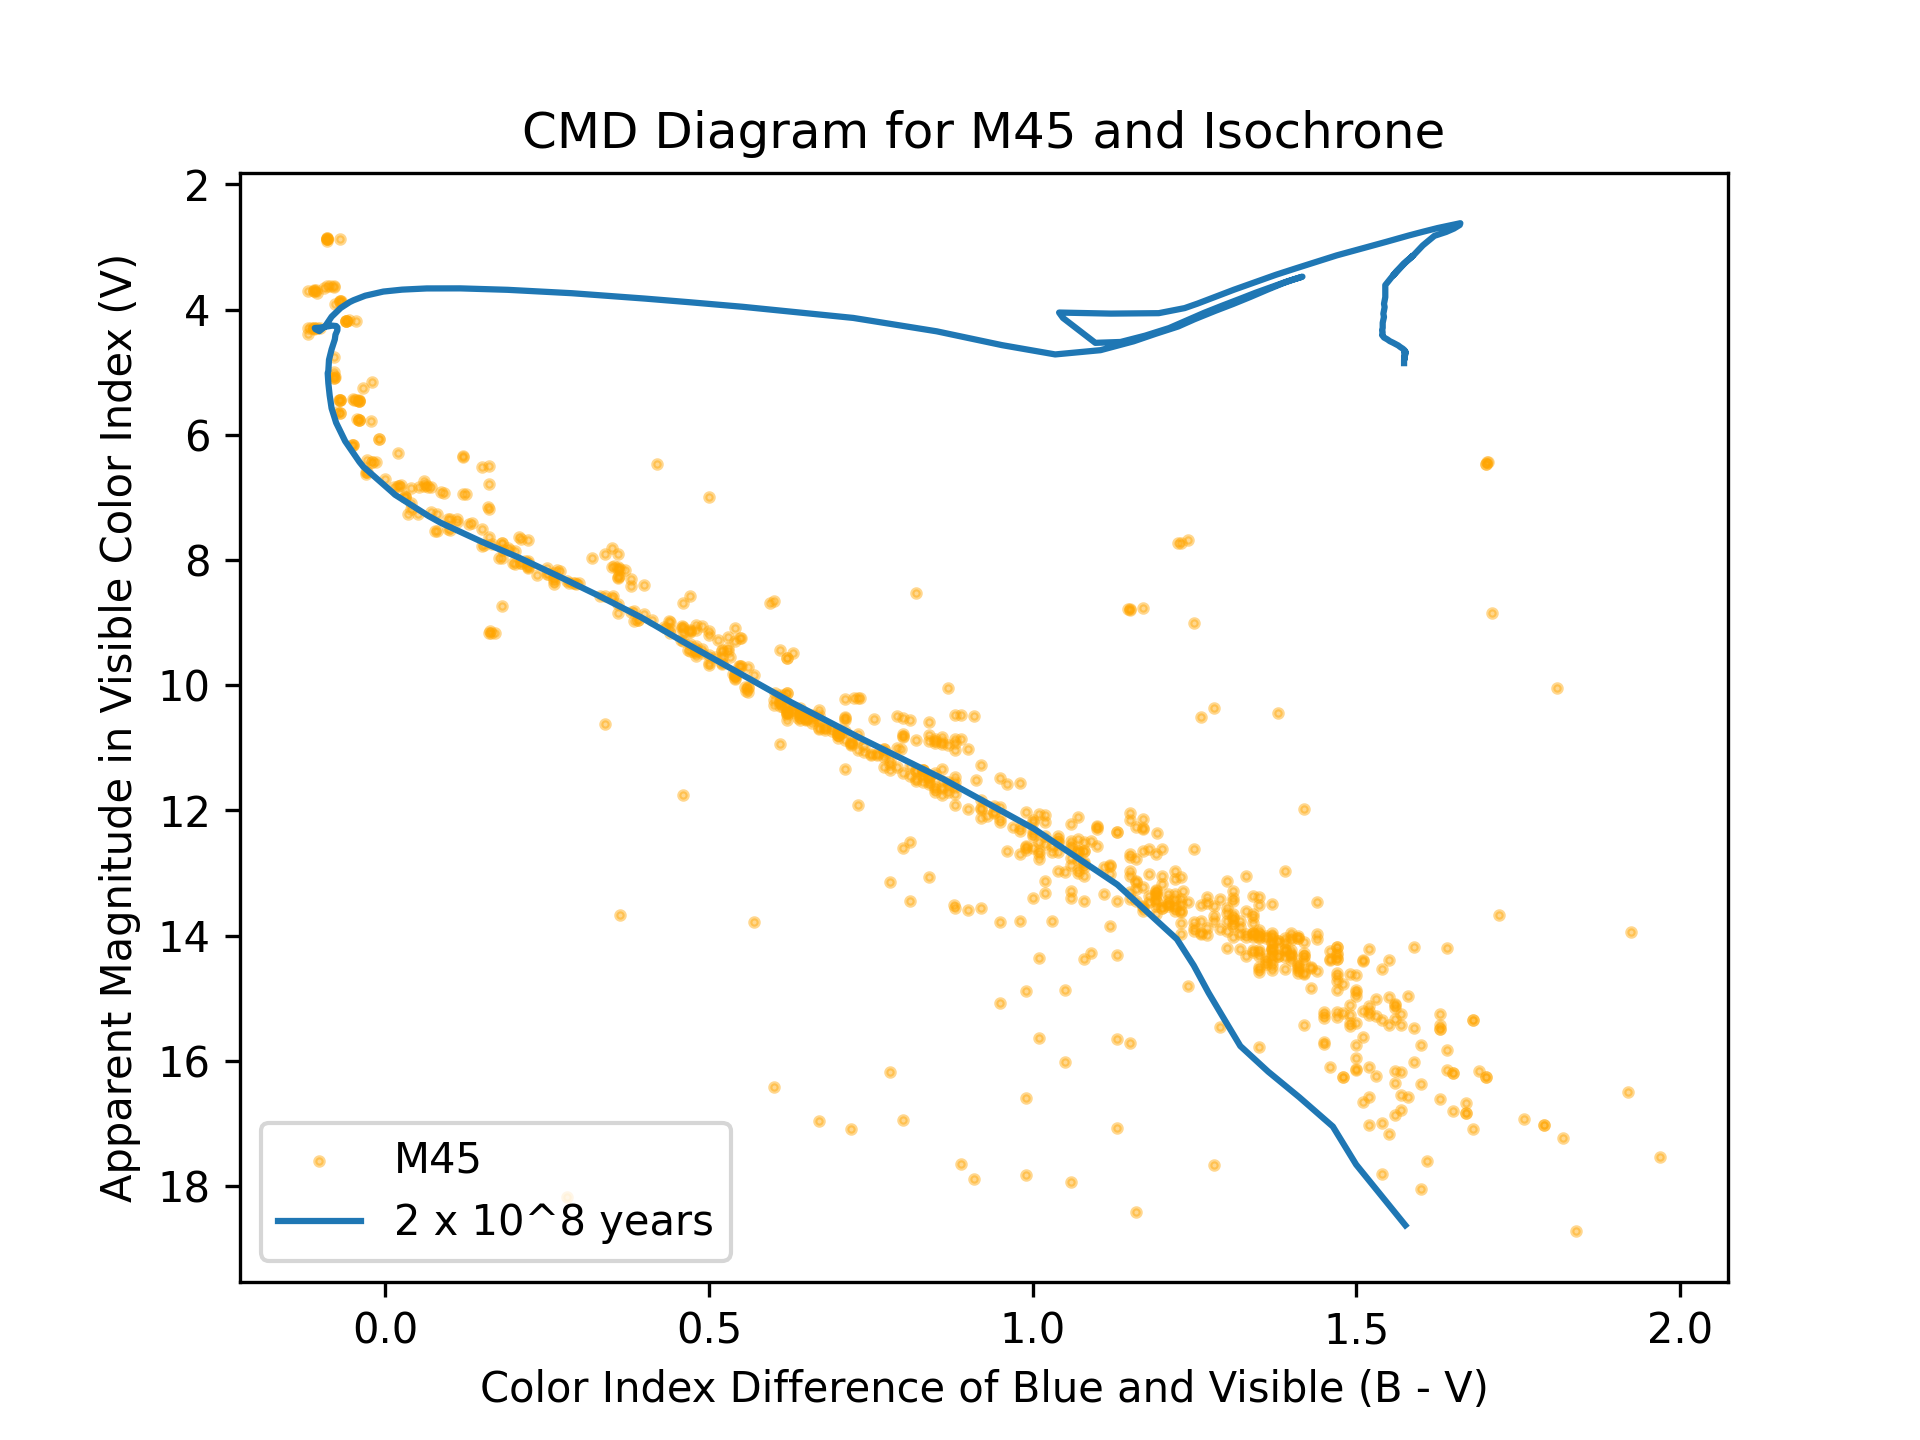 CMD Diagram for M45 and Isochrone
Apparent Magnitude in Visible Color Index (V)
2
4
6
8
10
12
14
16
18
M45
2 x 10^8 years
0.0
0.5
1.0
1.5
2.0
Color Index Difference of Blue and Visible (B - V)